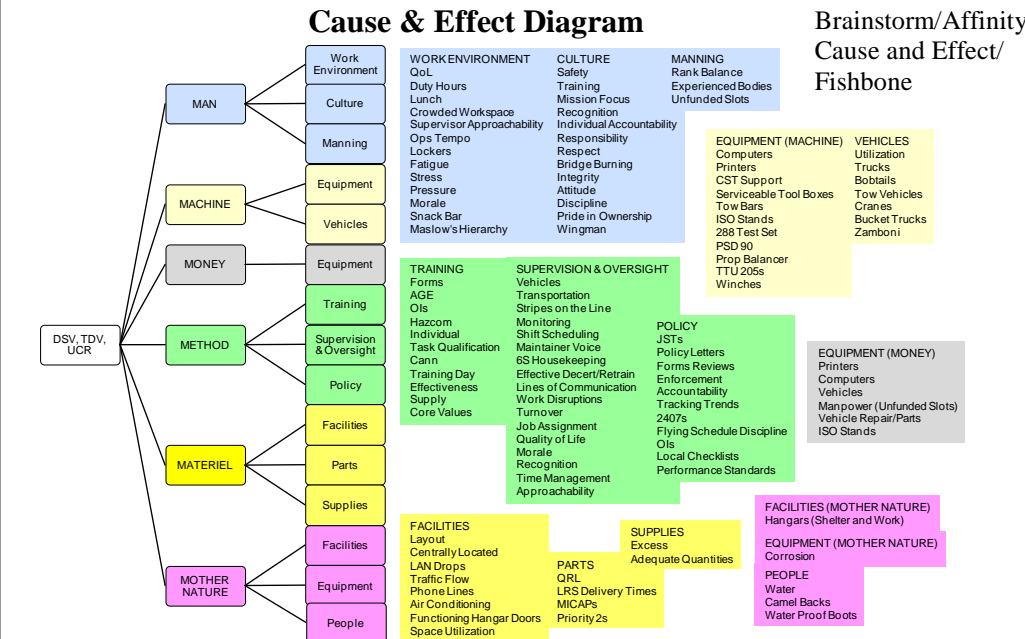 Cause & Effect Diagram
Brainstorm/Affinity
Cause and Effect/
Fishbone
DSV, TDV,
UCR
MAN
MACHINE
MONEY
METHOD
MATERIEL
MOTHER
NATURE
Work
Environment
Culture
Manning
Equipment
Vehicles
Equipment
Training
Supervision
& Oversight
Policy
Facilities
Parts
Supplies
Facilities
Equipment
People
WORK ENVIRONMENT
QoL
Duty Hours
Lunch
Crowded Workspace
Supervisor Approachability
Ops Tempo
Lockers
Fatigue
Stress
Pressure
Morale
Snack Bar
Maslow's Hierarchy
CULTURE
Safety
Training
Mission Focus
Recognition
Individual Accountability
Responsibility
Respect
Bridge Burning
Integrity
Attitude
Discipline
Pride in Ownership
Wingman
MANNING
Rank Balance
Experienced Bodies
Unfunded Slots
EQUIPMENT (MACHINE)
Computers
Printers
CST Support
Serviceable Tool Boxes
Tow Bars
ISO Stands
288 Test Set
PSD 90
Prop Balancer
TTU 205s
Winches
VEHICLES
Utilization
Trucks
Bobtails
Tow Vehicles
Cranes
Bucket Trucks
Zamboni
TRAINING
Forms
AGE
OIs
Hazcom
Individual
Task Qualification
Cann
Training Day
Effectiveness
Supply
Core Values
SUPERVISION & OVERSIGHT
Vehicles
Transportation
Stripes on the Line
Monitoring
Shift Scheduling
Maintainer Voice
6S Housekeeping
Effective Decert/Retrain
Lines of Communication
Work Disruptions
Turnover
Job Assignment
Quality of Life
Morale
Recognition
Time Management
Approachability
POLICY
JSTs
Policy Letters
Forms Reviews
Enforcement
Accountability
Tracking Trends
2407s
Flying Schedule Discipline
OIs
Local Checklists
Performance Standards
EQUIPMENT (MONEY)
Printers
Computers
Vehicles
Manpower (Unfunded Slots)
Vehicle Repair/Parts
ISO Stands
FACILITIES
Layout
Centrally Located
LAN Drops
Traffic Flow
Phone Lines
Air Conditioning
Functioning Hangar Doors
Space Utilization
PARTS
QRL
LRS Delivery Times
MICAPs
Priority 2s
SUPPLIES
Excess
Adequate Quantities
FACILITIES (MOTHER NATURE)
Hangars (Shelter and Work)
EQUIPMENT (MOTHER NATURE)
Corrosion
PEOPLE
Water
Camel Backs
Water Proof Boots